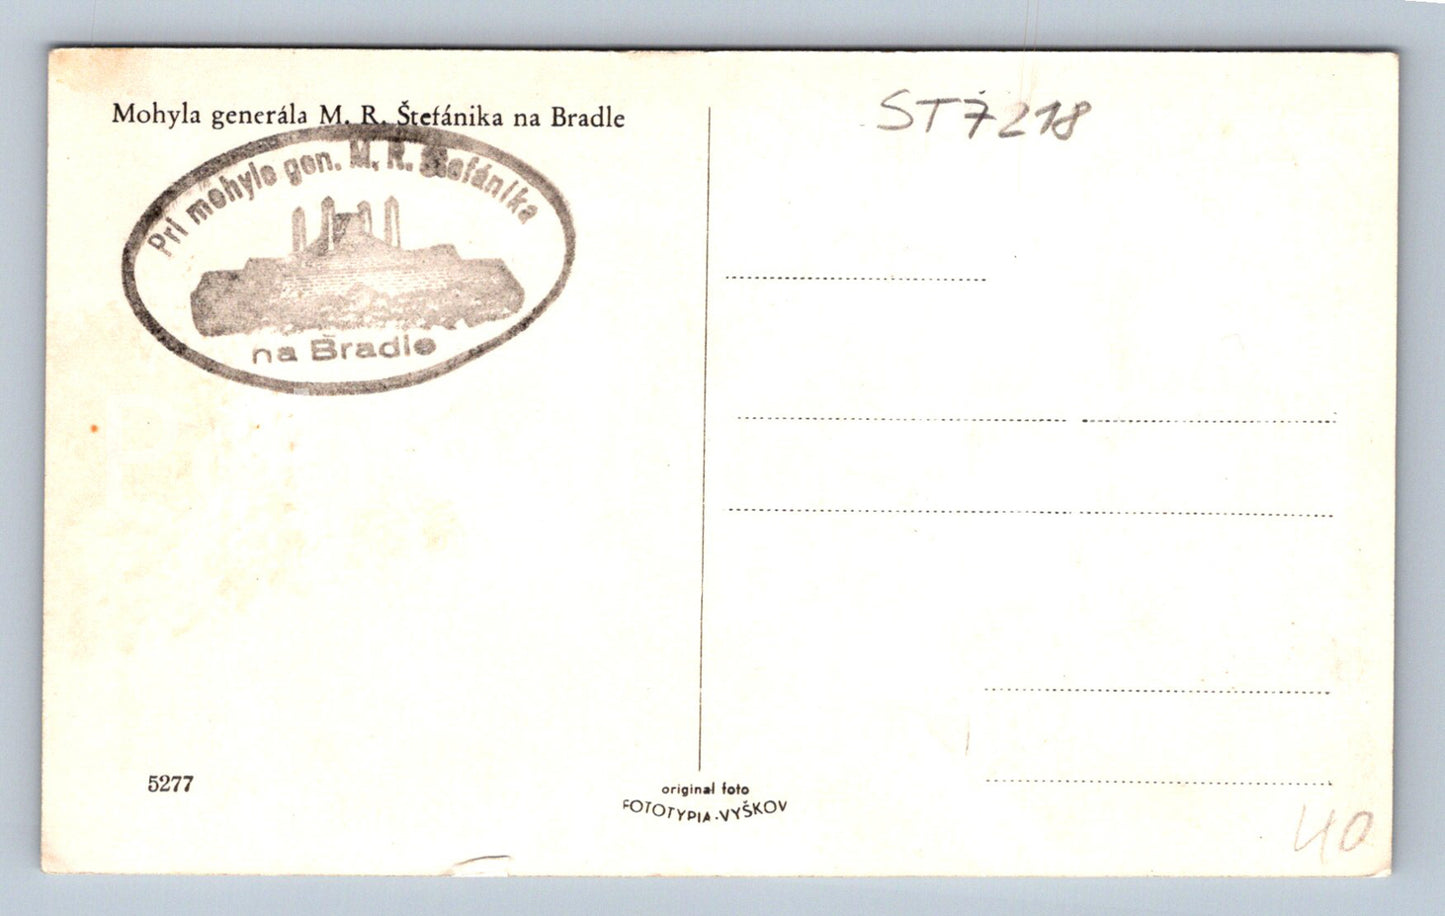 Mohyla generála M. R. Štefánika na Bradle
Pri mohyle gen. M. R. Štefánika
na Bradle
ST7218
5277
original foto
FOTOTYPIA-VYŠKOV
40